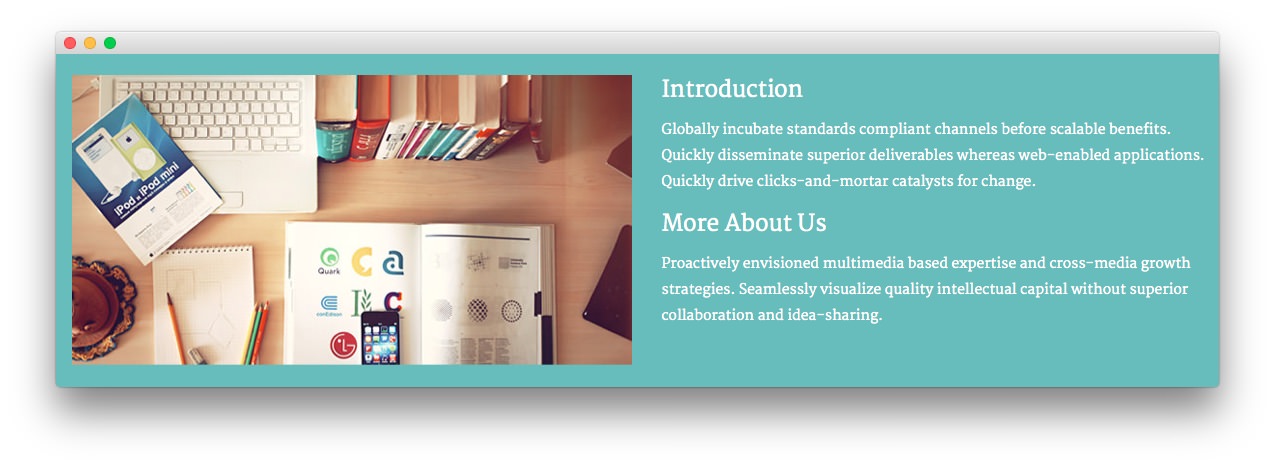 iPod = iPod mini
Quark
conEdison
LG
Introduction
Globally incubate standards compliant channels before scalable benefits.
Quickly disseminate superior deliverables whereas web-enabled applications.
Quickly drive clicks-and-mortar catalysts for change.
More About Us
Proactively envisioned multimedia based expertise and cross-media growth
strategies. Seamlessly visualize quality intellectual capital without superior
collaboration and idea-sharing.